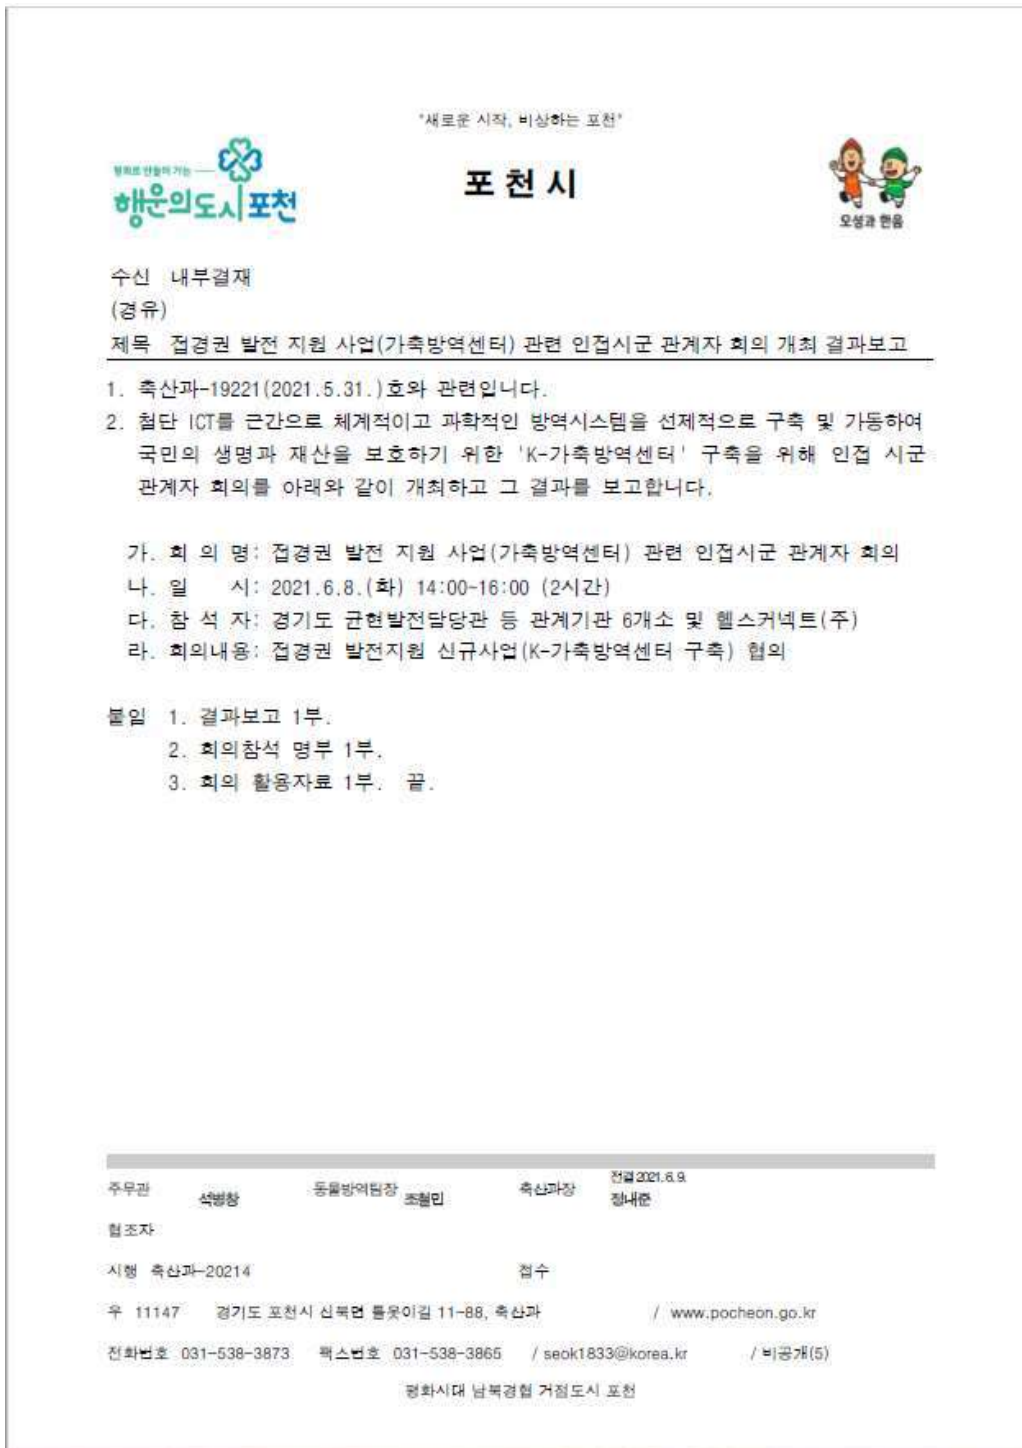 "새로운 시작, 비상하는 포천"
평화로 만들어 가는
행운의도시 포천
포 천 시
오성과 한음
수신 내부결재
(경유)
제목 접경권 발전 지원 사업(가축방역센터) 관련 인접시군 관계자 회의 개최 결과보고
1. 축산과-19221(2021.5.31.)호와 관련입니다.
2. 첨단 ICT를 근간으로 체계적이고 과학적인 방역시스템을 선제적으로 구축 및 가동하여
국민의 생명과 재산을 보호하기 위한 'K-가축방역센터' 구축을 위해 인접 시군
관계자 회의를 아래와 같이 개최하고 그 결과를 보고합니다.
가. 회 의 명: 접경권 발전 지원 사업(가축방역센터) 관련 인접시군 관계자 회의
나. 일 시: 2021.6.8.(화) 14:00~16:00 (2시간)
다. 참 석 자: 경기도 균현발전담당관 등 관계기관 6개소 및 헬스커넥트(주)
라. 회의내용: 접경권 발전지원 신규사업(K-가축방역센터 구축) 협의
붙임 1. 결과보고 1부.
2. 회의참석 명부 1부.
3. 회의 활용자료 1부. 끝.
주무관 석병창 동물방역팀장 조철민 축산과장 전결 2021. 6. 9. 정내준
협조자
시행 축산과-20214 접수
우 11147 경기도 포천시 신북면 틀못이길 11-88, 축산과 / www.pocheon.go.kr
전화번호 031-538-3873 팩스번호 031-538-3865 / seok1833@korea.kr / 비공개(5)
평화시대 남북경협 거점도시 포천